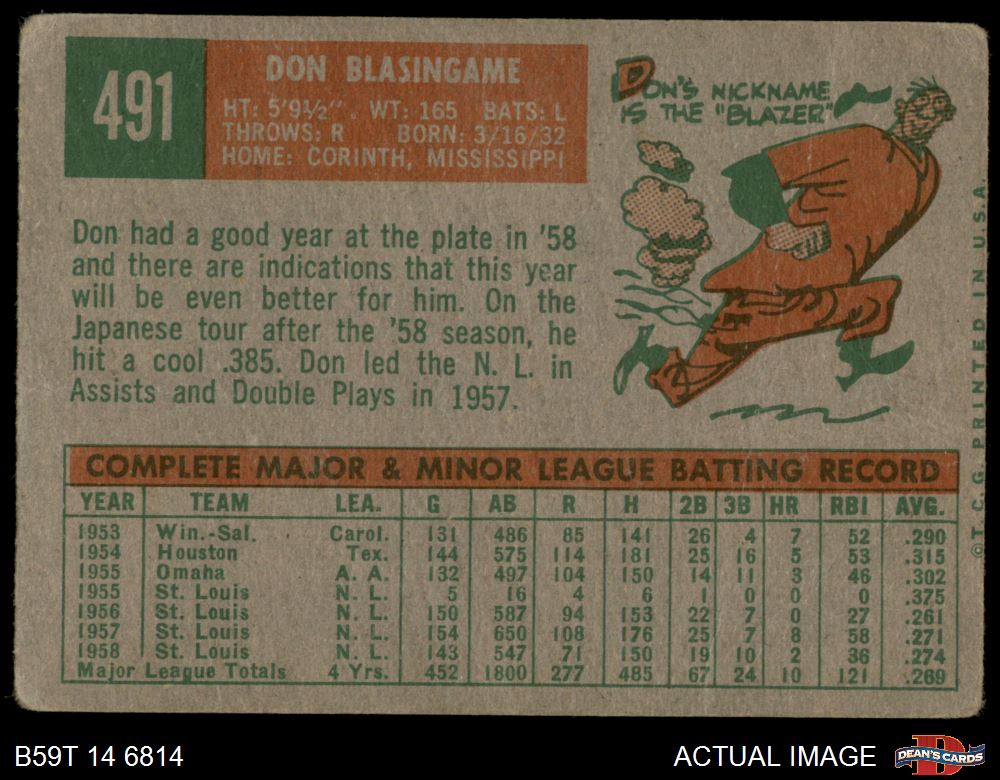 491
DON BLASINGAME
HT: 5'9½". WT: 165 BATS: L
THROWS: R BORN: 3/16/32
HOME: CORINTH, MISSISSIPPI
DON'S NICKNAME
IS THE "BLAZER"
Don had a good year at the plate in '58
and there are indications that this year
will be even better for him. On the
Japanese tour after the '58 season, he
hit a cool .385. Don led the N. L. in
Assists and Double Plays in 1957.
COMPLETE MAJOR & MINOR LEAGUE BATTING RECORD
YEAR TEAM LEA. G AB R H 2B 3B HR RBI AVG.
1953 Win.-Sal. Carol. 131 486 85 141 26 4 7 52 .290
1954 Houston Tex. 144 575 114 181 25 16 5 53 .315
1955 Omaha A. A. 132 497 104 150 14 11 3 46 .302
1955 St. Louis N. L. 5 16 4 6 1 0 0 0 .375
1956 St. Louis N. L. 150 587 94 153 22 7 0 27 .261
1957 St. Louis N. L. 154 650 108 176 25 7 8 58 .271
1958 St. Louis N. L. 143 547 71 150 19 10 2 36 .274
Major League Totals 4 Yrs. 452 1800 277 485 67 24 10 121 .269
©T.C.G. PRINTED IN U.S.A.
B59T 14 6814
ACTUAL IMAGE
DEAN'S CARDS